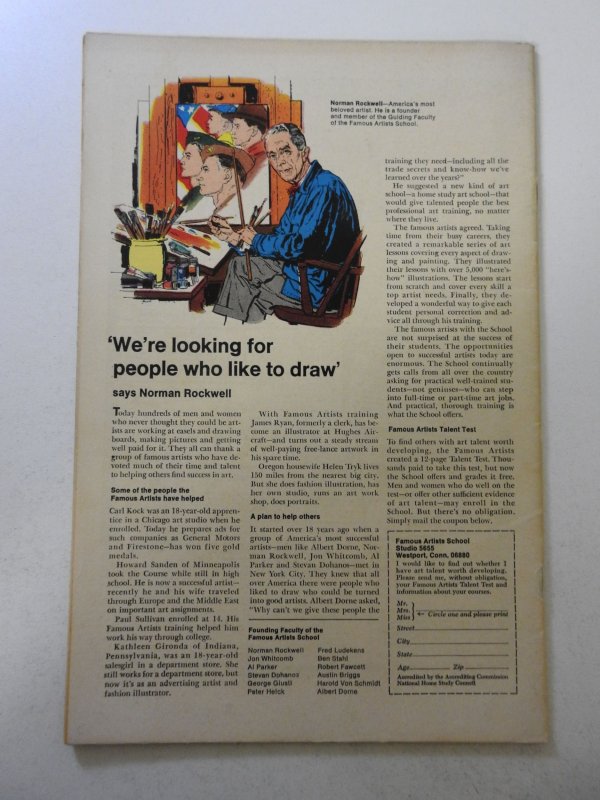 Norman Rockwell—America's most
beloved artist. He is a founder
and member of the Guiding Faculty
of the Famous Artists School.
'We're looking for
people who like to draw'
says Norman Rockwell
Today hundreds of men and women
who never thought they could be art-
ists are working at easels and drawing
boards, making pictures and getting
well paid for it. They all can thank a
group of famous artists who have de-
voted much of their time and talent
to helping others find success in art.
Some of the people the
Famous Artists have helped
Carl Kock was an 18-year-old appren-
tice in a Chicago art studio when he
enrolled. Today he prepares ads for
such companies as General Motors
and Firestone—has won five gold
medals.
Howard Sanden of Minneapolis
took the Course while still in high
school. He is now a successful artist—
recently he and his wife traveled
through Europe and the Middle East
on important art assignments.
Paul Sullivan enrolled at 14. His
Famous Artists training helped him
work his way through college.
Kathleen Gironda of Indiana,
Pennsylvania, was an 18-year-old
salesgirl in a department store. She
still works for a department store, but
now it's as an advertising artist and
fashion illustrator.
With Famous Artists training
James Ryan, formerly a clerk, has be-
come an illustrator at Hughes Air-
craft—and turns out a steady stream
of well-paying free-lance artwork in
his spare time.
Oregon housewife Helen Tryk lives
150 miles from the nearest big city.
But she does fashion illustration, has
her own studio, runs an art work
shop, does portraits.
A plan to help others
It started over 18 years ago when a
group of America's most successful
artists—men like Albert Dorne, Nor-
man Rockwell, Jon Whitcomb, Al
Parker and Stevan Dohanos—met in
New York City. They knew that all
over America there were people who
liked to draw who could be turned
into good artists. Albert Dorne asked,
"Why can't we give these people the
Founding Faculty of the
Famous Artists School
Norman Rockwell
Jon Whitcomb
Al Parker
Stevan Dohanos
George Giusti
Peter Helck
Fred Ludekens
Ben Stahl
Robert Fawcett
Austin Briggs
Harold Von Schmidt
Albert Dorne
training they need—including all the
trade secrets and know-how we've
learned over the years?"
He suggested a new kind of art
school—a home study art school—that
would give talented people the best
professional art training, no matter
where they live.
The famous artists agreed. Taking
time from their busy careers, they
created a remarkable series of art
lessons covering every aspect of draw-
ing and painting. They illustrated
their lessons with over 5,000 "here's-
how" illustrations. The lessons start
from scratch and cover every skill a
top artist needs. Finally, they de-
veloped a wonderful way to give each
student personal correction and ad-
vice all through his training.
The famous artists with the School
are not surprised at the success of
their students. The opportunities
open to successful artists today are
enormous. The School continually
gets calls from all over the country
asking for practical well-trained stu-
dents—not geniuses—who can step
into full-time or part-time art jobs.
And practical, thorough training is
what the School offers.
Famous Artists Talent Test
To find others with art talent worth
developing, the Famous Artists
created a 12-page Talent Test. Thou-
sands paid to take this test, but now
the School offers and grades it free.
Men and women who do well on the
test—or offer other sufficient evidence
of art talent—may enroll in the
School. But there's no obligation.
Simply mail the coupon below.
Famous Artists School
Studio 5655
Westport, Conn. 06880
I would like to find out whether I
have art talent worth developing.
Please send me, without obligation,
your Famous Artists Talent Test and
information about your courses.
Mr.
Mrs.
Miss
Circle one and please print
Street
City
State
Age Zip
Accredited by the Accrediting Commission
National Home Study Council